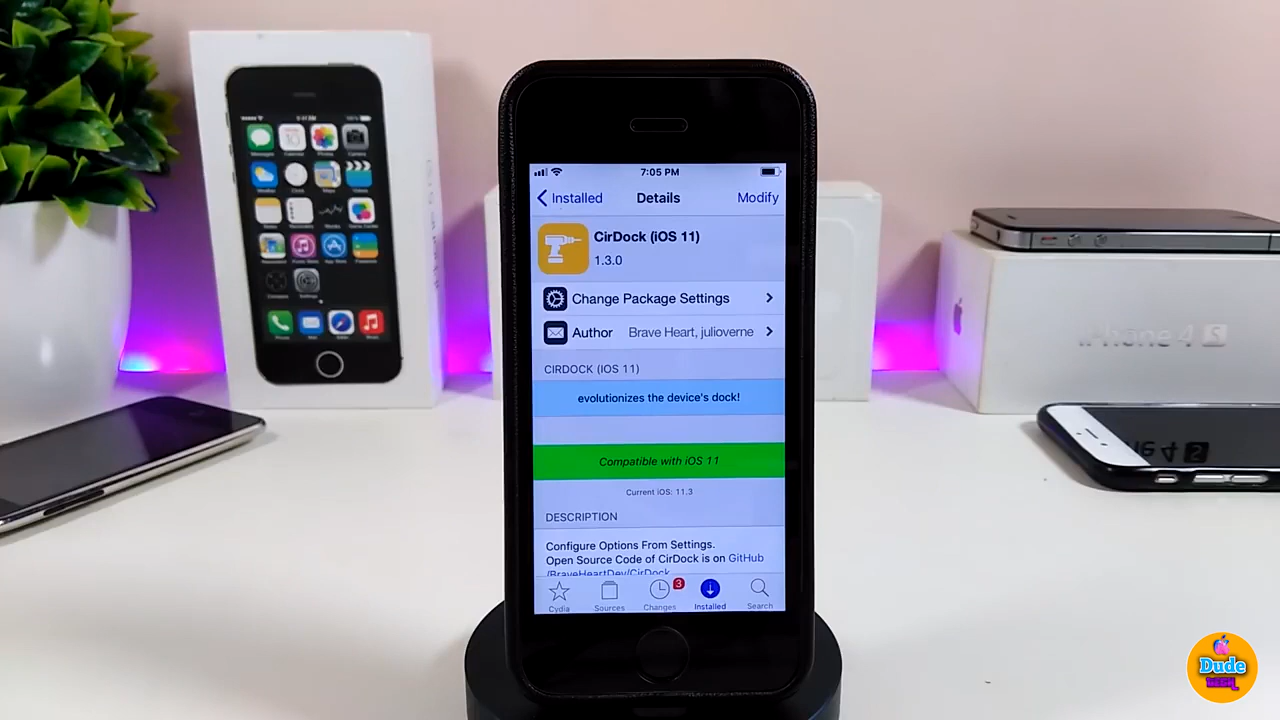 7:05 PM
Installed
Details
Modify
CirDock (iOS 11)
1.3.0
Change Package Settings
Author Brave Heart, julioverne
CIRDOCK (IOS 11)
evolutionizes the device's dock!
Compatible with iOS 11
Current iOS: 11.3
DESCRIPTION
Configure Options From Settings.
Open Source Code of CirDock is on GitHub
/BraveHeartDev/CirDock
3
Cydia
Sources
Changes
Installed
Search
iPhone 4S
Dude